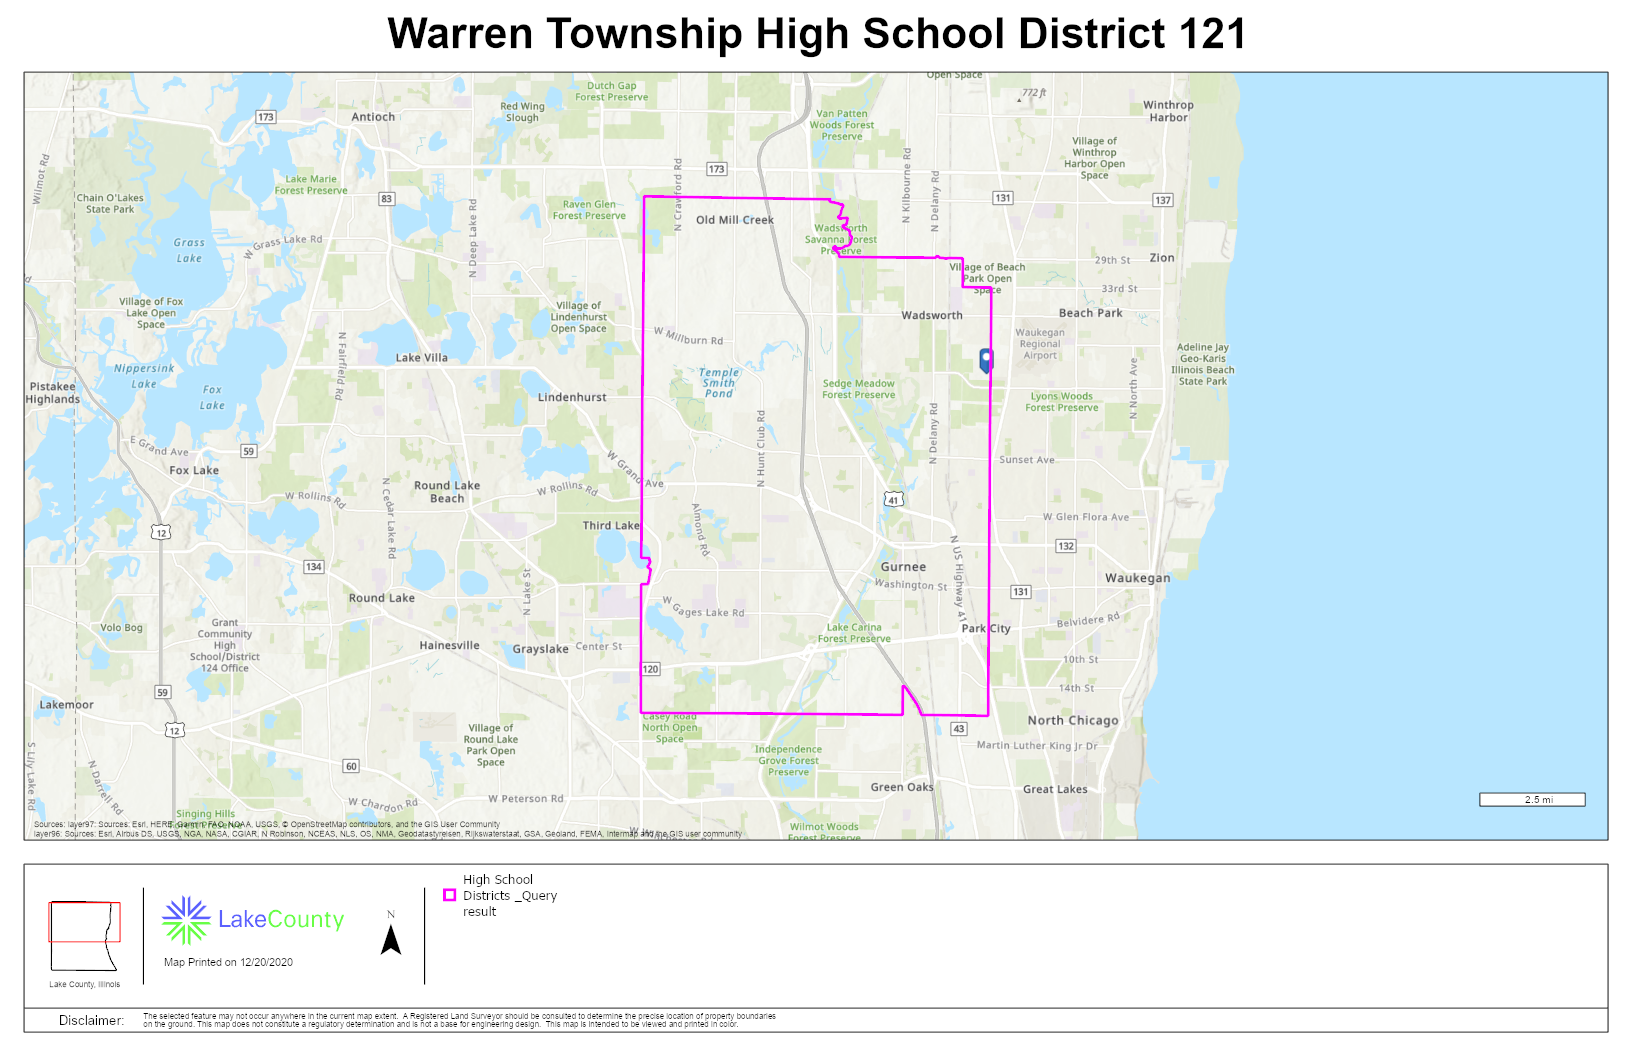 Warren Township High School District 121
Open Space
772 ft
Dutch Gap
Forest Preserve
Red Wing
Slough
Winthrop
Harbor
173
Antioch
Van Patten
Woods Forest
Preserve
Village of
Winthrop
Harbor Open
Space
Wilmot Rd
173
N Crawford Rd
N Kilbourne Rd
N Delany Rd
Lake Marie
Forest Preserve
Chain O'Lakes
State Park
83
131
137
Raven Glen
Forest Preserve
Old Mill Creek
N Deep Lake Rd
Grass
Lake
W Grass Lake Rd
Wadsworth
Savanna Forest
Preserve
29th St
Zion
Village of Beach
Park Open
Space
33rd St
Village of Fox
Lake Open
Space
Village of
Lindenhurst
Open Space
Wadsworth
Beach Park
W Millburn Rd
Waukegan
Regional
Airport
N Fairfield Rd
Lake Villa
Adeline Jay
Geo-Karis
Illinois Beach
State Park
Nippersink
Lake
Fox
Lake
Pistakee
Highlands
Temple
Smith
Pond
Sedge Meadow
Forest Preserve
Lyons Woods
Forest Preserve
N North Ave
Lindenhurst
N Hunt Club Rd
N Delany Rd
E Grand Ave
59
Fox Lake
W Grand Ave
Sunset Ave
Round Lake
Beach
W Rollins Rd
W Rollins Rd
N Cedar Lake Rd
41
Third Lake
Almond Rd
W Glen Flora Ave
12
132
N US Highway 41
134
Gurnee
Washington St
Waukegan
131
Round Lake
N Lake St
W Gages Lake Rd
Belvidere Rd
Volo Bog
Grant
Community
High
School/District
124 Office
Lake Carina
Forest Preserve
Park City
Hainesville
Grayslake
Center St
10th St
120
59
14th St
Lakemoor
Casey Road
North Open
Space
North Chicago
12
43
Village of
Round Lake
Park Open
Space
Martin Luther King Jr Dr
Independence
Grove Forest
Preserve
60
S Lily Lake Rd
N Darrell Rd
W Chardon Rd
W Peterson Rd
Green Oaks
Great Lakes
2.5 mi
Singing Hills
Wilmot Woods
Forest Preserve
Sources: layer97: Sources: Esri, HERE, Garmin, FAO, NOAA, USGS, © OpenStreetMap contributors, and the GIS User Community
layer96: Sources: Esri, Airbus DS, USGS, NGA, NASA, CGIAR, N Robinson, NCEAS, NLS, OS, NMA, Geodatastyrelsen, Rijkswaterstaat, GSA, Geoland, FEMA, Intermap and the GIS user community
High School
Districts _Query
result
LakeCounty
N
Map Printed on 12/20/2020
Lake County, Illinois
Disclaimer:
The selected feature may not occur anywhere in the current map extent. A Registered Land Surveyor should be consulted to determine the precise location of property boundaries
on the ground. This map does not constitute a regulatory determination and is not a base for engineering design. This map is intended to be viewed and printed in color.